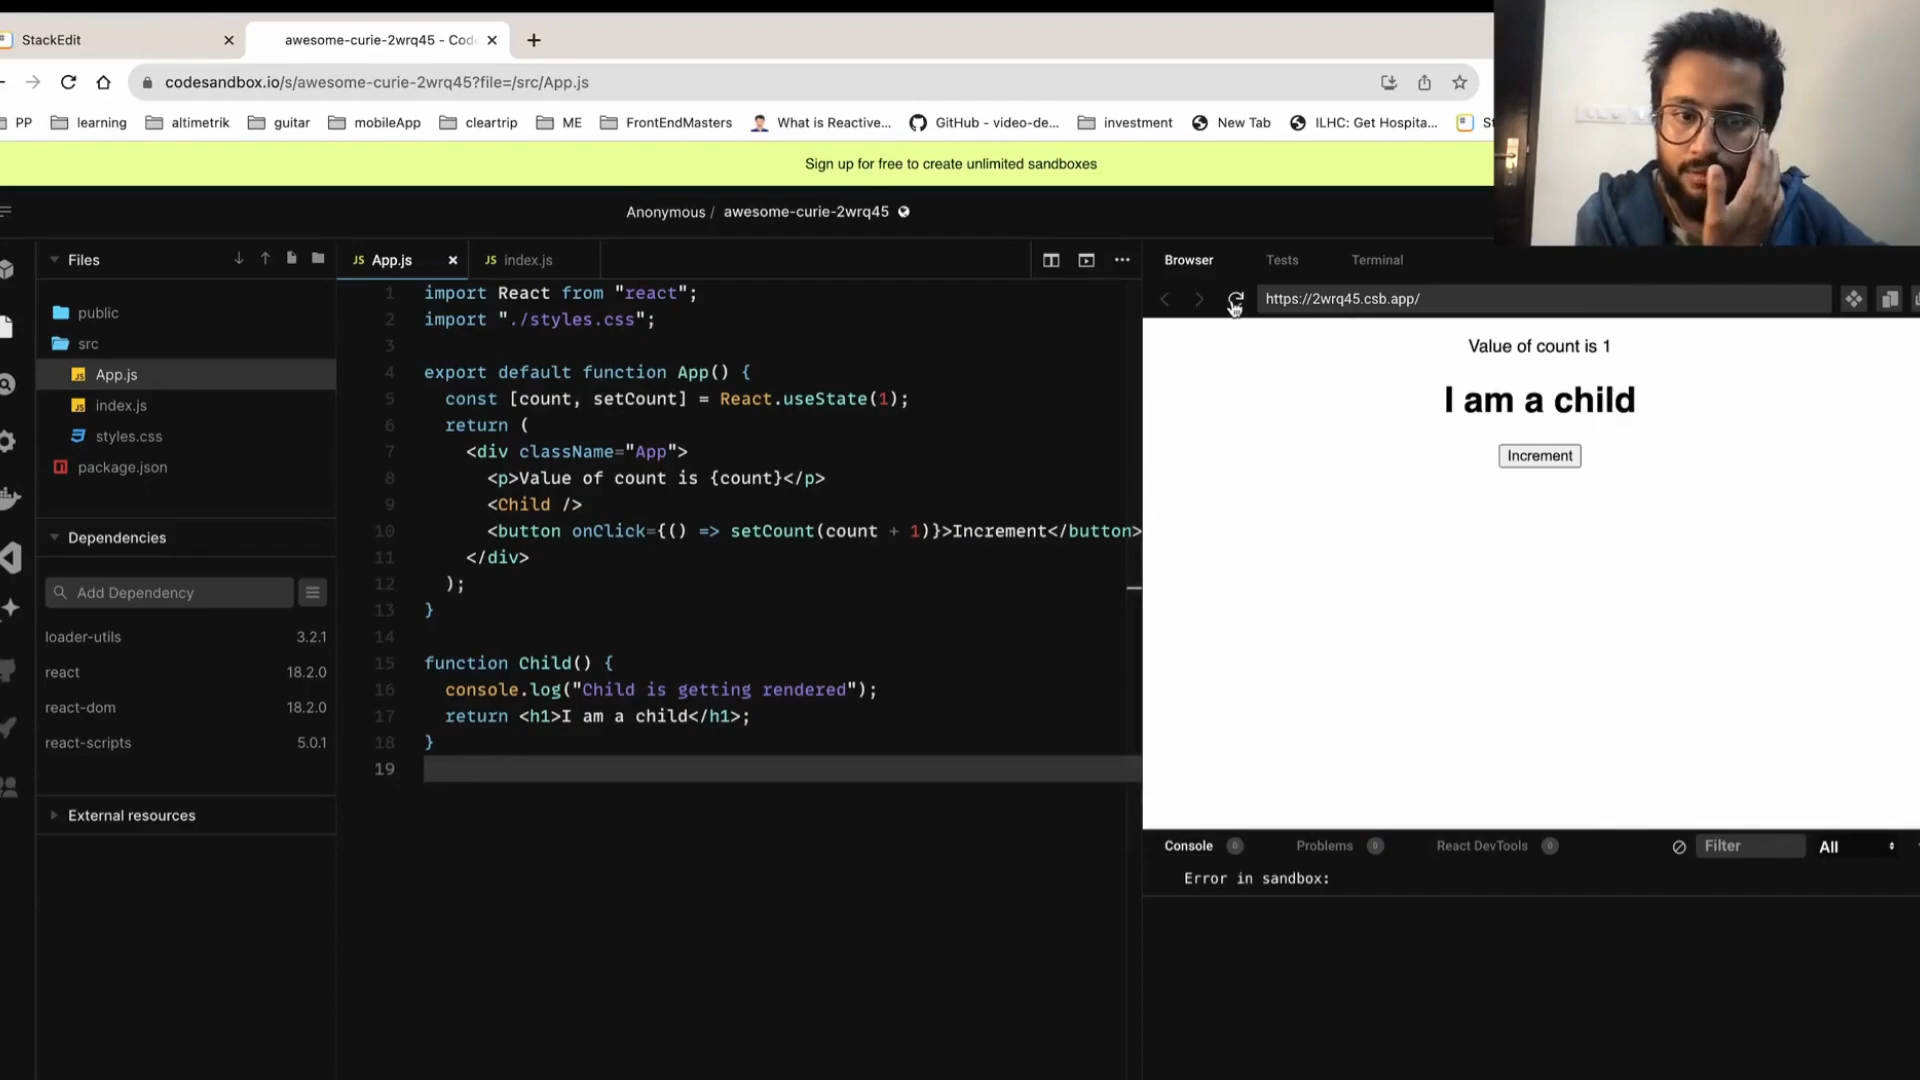 StackEdit
awesome-curie-2wrq45 - Cod
codesandbox.io/s/awesome-curie-2wrq45?file=/src/App.js
PP learning altimetrik guitar mobileApp cleartrip ME FrontEndMasters What is Reactive... GitHub - video-de... investment New Tab ILHC: Get Hospita...
Sign up for free to create unlimited sandboxes
Anonymous / awesome-curie-2wrq45
Files
public
src
App.js
index.js
styles.css
package.json
Dependencies
Add Dependency
loader-utils 3.2.1
react 18.2.0
react-dom 18.2.0
react-scripts 5.0.1
External resources
JS App.js JS index.js
1 import React from "react";
2 import "./styles.css";
3
4 export default function App() {
5 const [count, setCount] = React.useState(1);
6 return (
7 <div className="App">
8 <p>Value of count is {count}</p>
9 <Child />
10 <button onClick={() => setCount(count + 1)}>Increment</button>
11 </div>
12 );
13 }
14
15 function Child() {
16 console.log("Child is getting rendered");
17 return <h1>I am a child</h1>;
18 }
19
Browser Tests Terminal
https://2wrq45.csb.app/
Value of count is 1
I am a child
Increment
Console 0 Problems 0 React DevTools 0 Filter All
Error in sandbox: